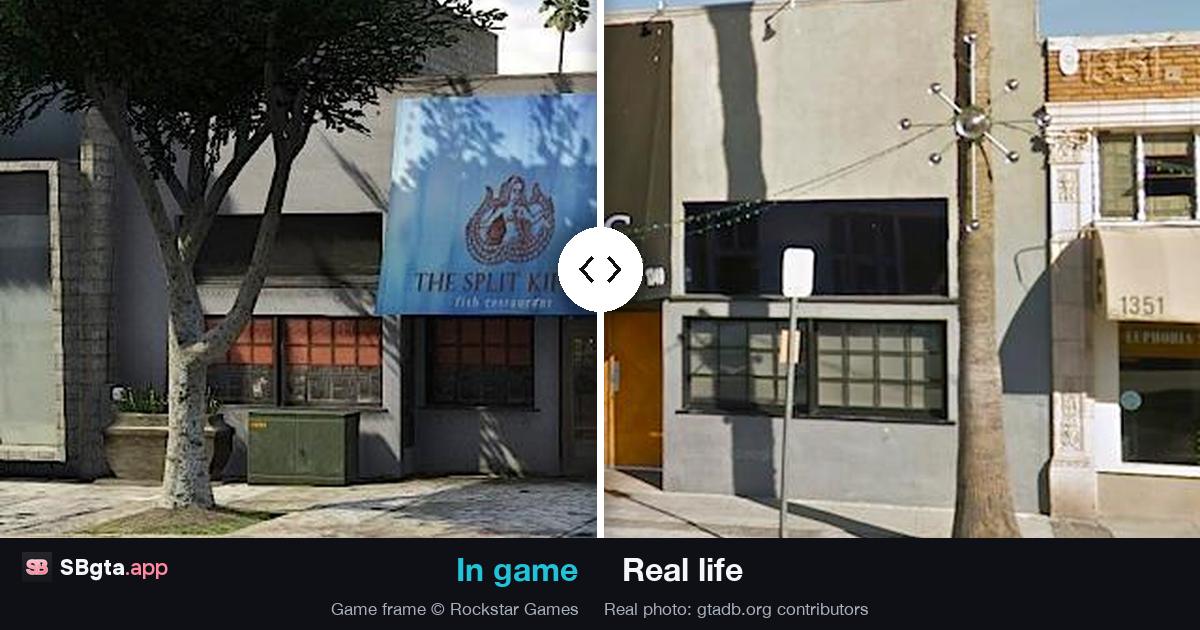 THE SPLIT
fish restaurant
1351
1351
SBgta.app
In game
Real life
Game frame © Rockstar Games
Real photo: gtadb.org contributors